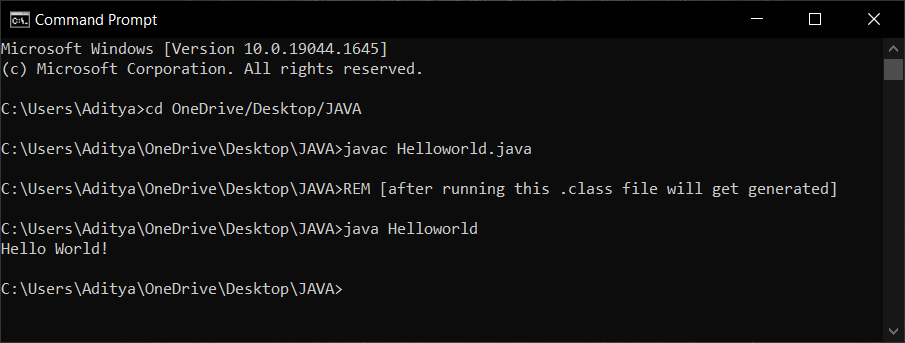 Command Prompt
Microsoft Windows [Version 10.0.19044.1645]
(c) Microsoft Corporation. All rights reserved.
C:\Users\Aditya>cd OneDrive/Desktop/JAVA
C:\Users\Aditya\OneDrive\Desktop\JAVA>javac Helloworld.java
C:\Users\Aditya\OneDrive\Desktop\JAVA>REM [after running this .class file will get generated]
C:\Users\Aditya\OneDrive\Desktop\JAVA>java Helloworld
Hello World!
C:\Users\Aditya\OneDrive\Desktop\JAVA>